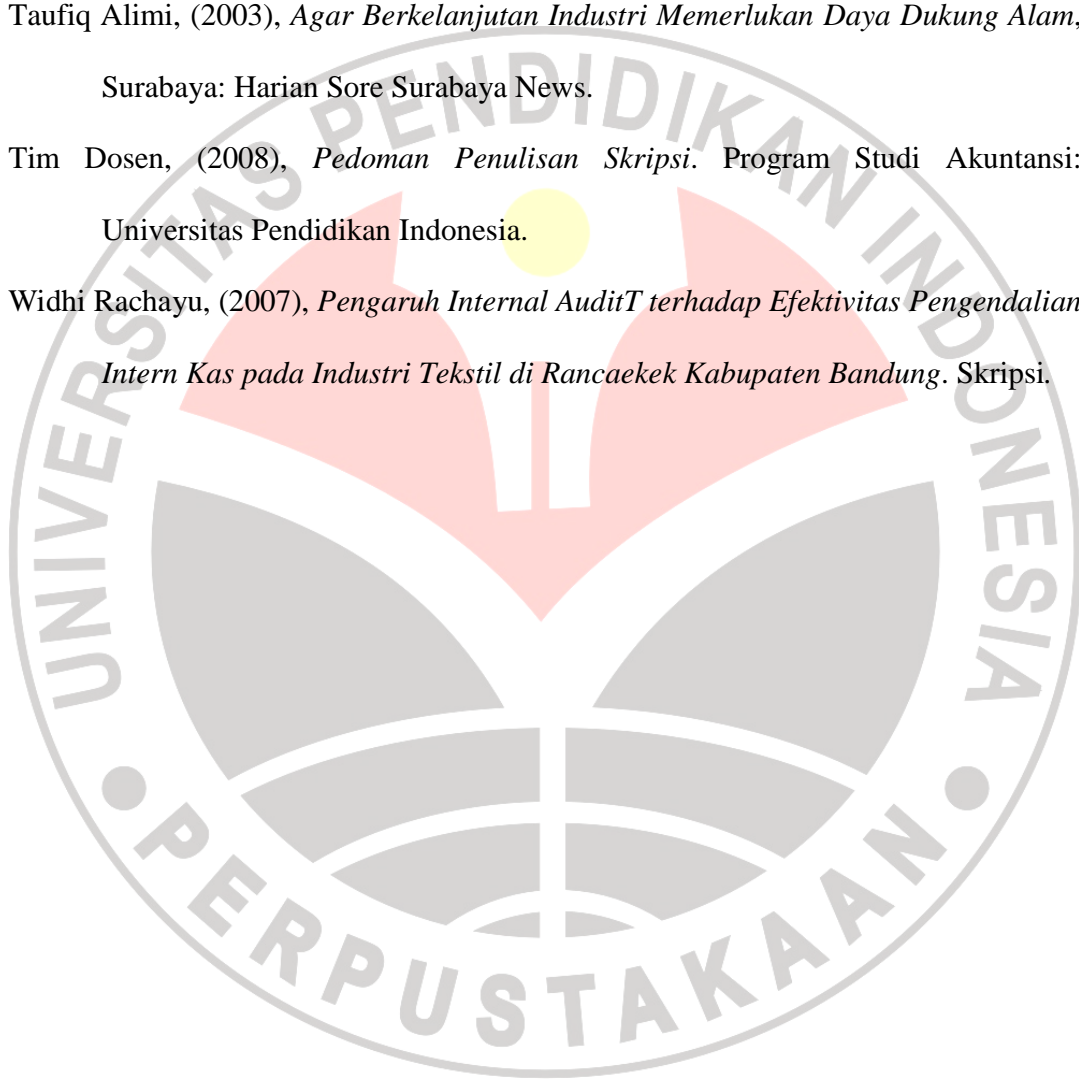 Taufiq Alimi, (2003), Agar Berkelanjutan Industri Memerlukan Daya Dukung Alam,
Surabaya: Harian Sore Surabaya News.
Tim Dosen, (2008), Pedoman Penulisan Skripsi. Program Studi Akuntansi:
Universitas Pendidikan Indonesia.
Widhi Rachayu, (2007), Pengaruh Internal AuditT terhadap Efektivitas Pengendalian
Intern Kas pada Industri Tekstil di Rancaekek Kabupaten Bandung. Skripsi.
UNIVERSITAS PENDIDIKAN INDONESIA
PERPUSTAKAAN